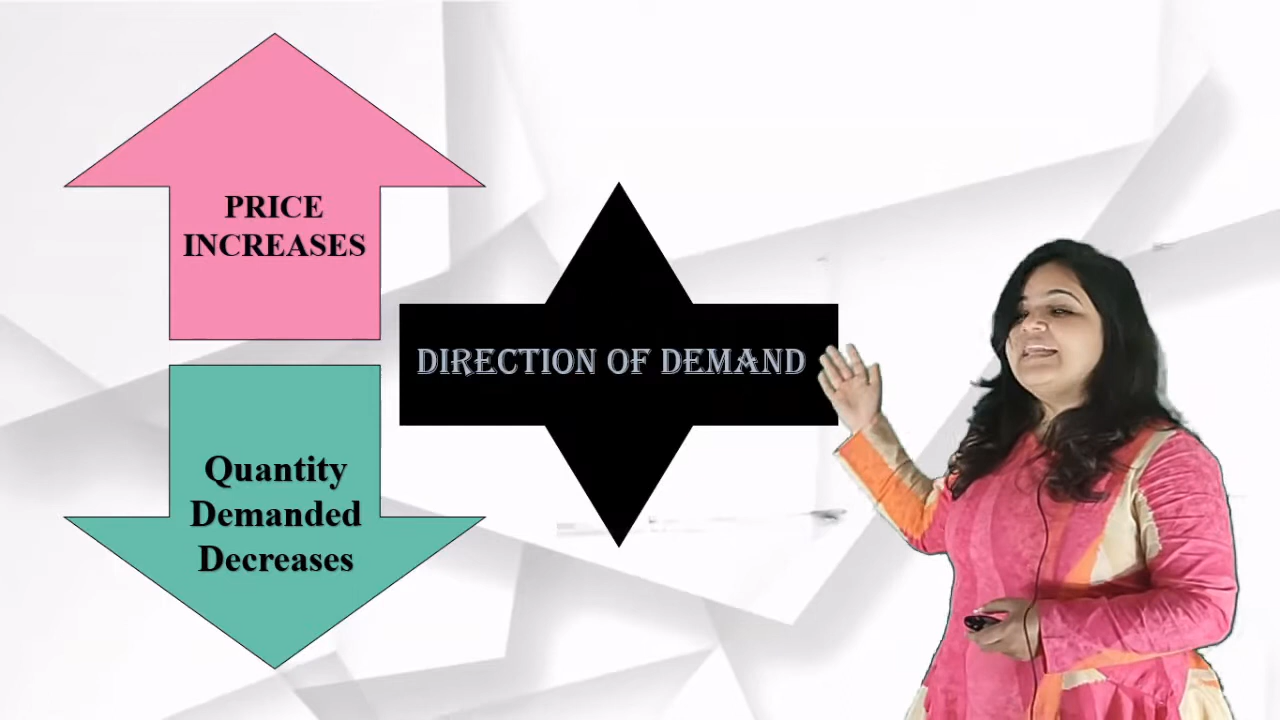 PRICE
INCREASES
DIRECTION OF DEMAND
Quantity
Demanded
Decreases